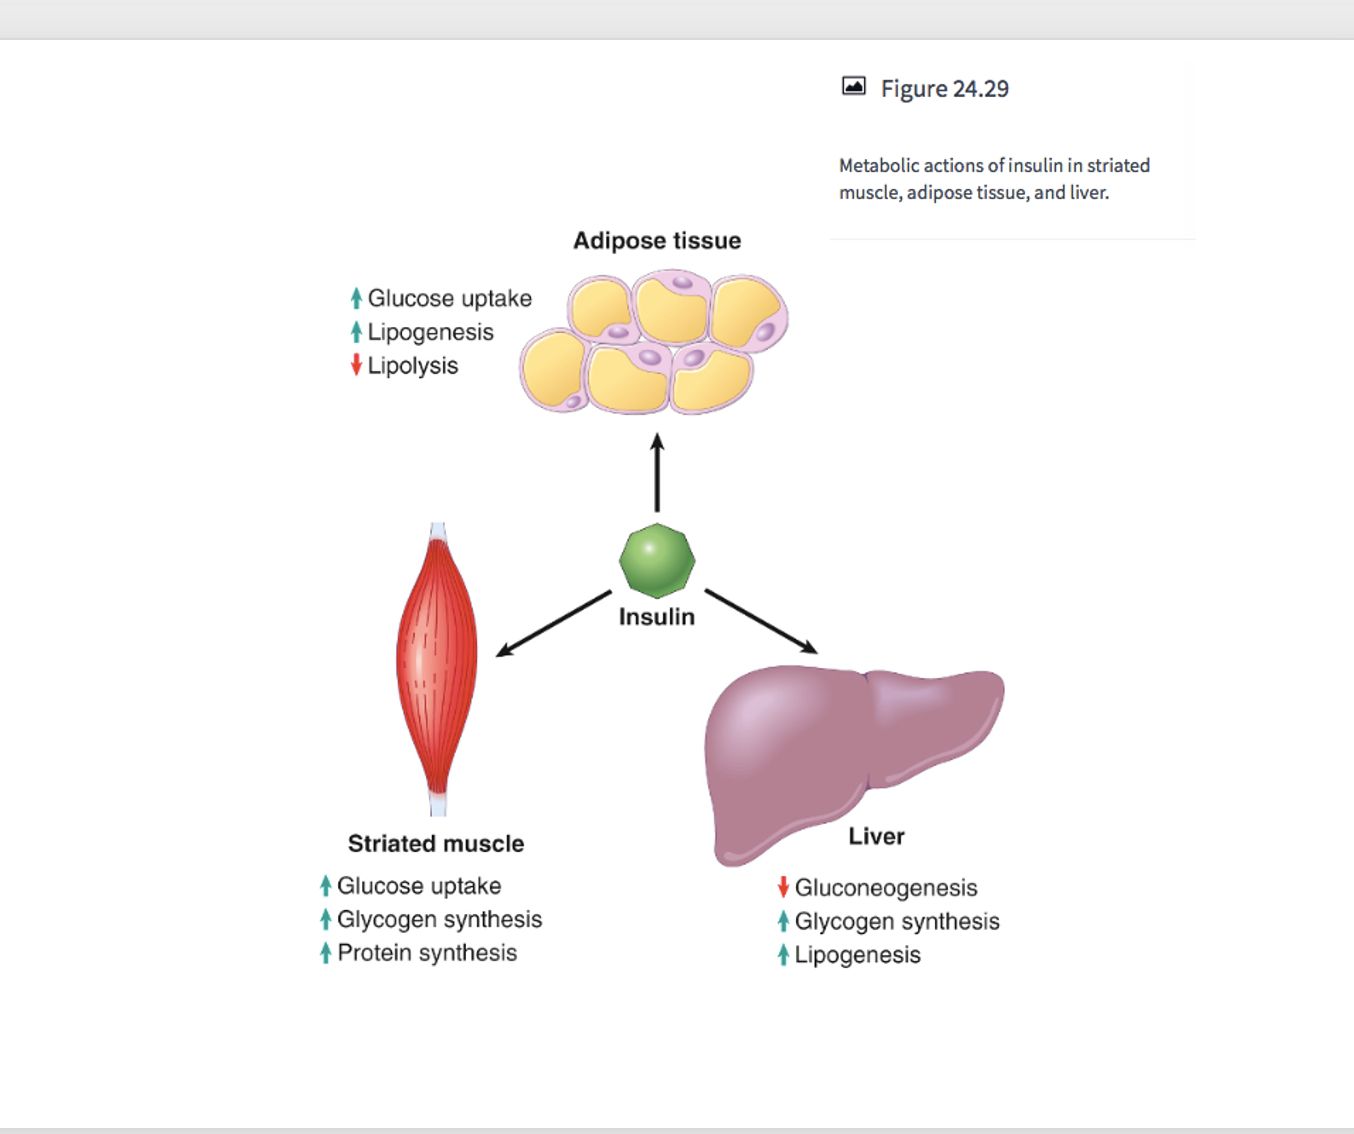 Figure 24.29
Metabolic actions of insulin in striated
muscle, adipose tissue, and liver.
Adipose tissue
Glucose uptake
Lipogenesis
Lipolysis
Insulin
Striated muscle
Glucose uptake
Glycogen synthesis
Protein synthesis
Liver
Gluconeogenesis
Glycogen synthesis
Lipogenesis